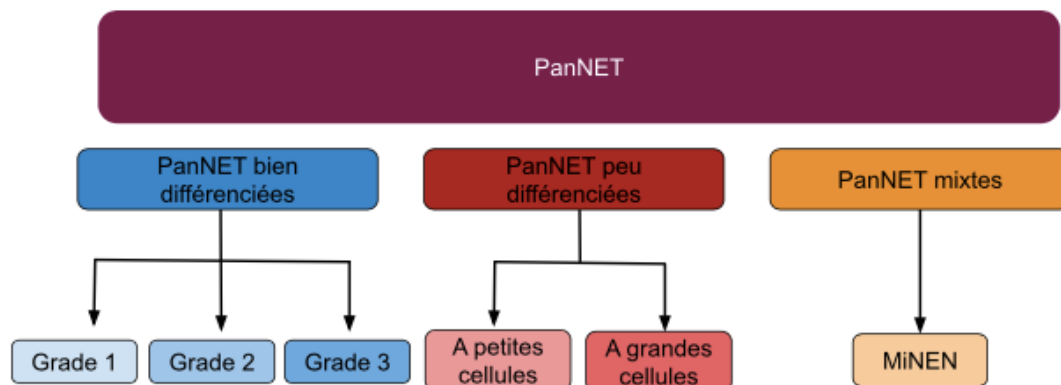 PanNET
PanNET bien
différenciées
PanNET peu
différenciées
PanNET mixtes
Grade 1
Grade 2
Grade 3
A petites
cellules
A grandes
cellules
MiNEN